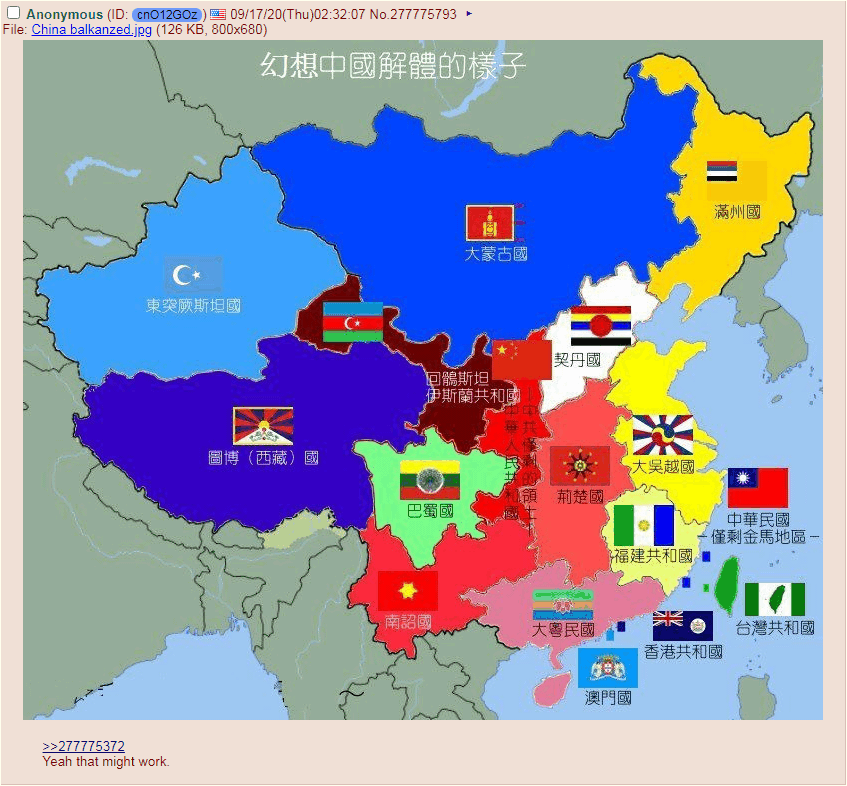 Anonymous (ID: cnO12GOz) 09/17/20(Thu)02:32:07 No.277775793
File: China balkanzed.jpg (126 KB, 800x680)
幻想中國解體的樣子
滿州國
大蒙古國
東突厥斯坦國
契丹國
回鶻斯坦
伊斯蘭共和國
中共僅剩的領土
中華人民共和國
圖博（西藏）國
大吳越國
荊楚國
巴蜀國
中華民國
－僅剩金馬地區－
福建共和國
南詔國
大粵民國
台灣共和國
香港共和國
澳門國
>>277775372
Yeah that might work.